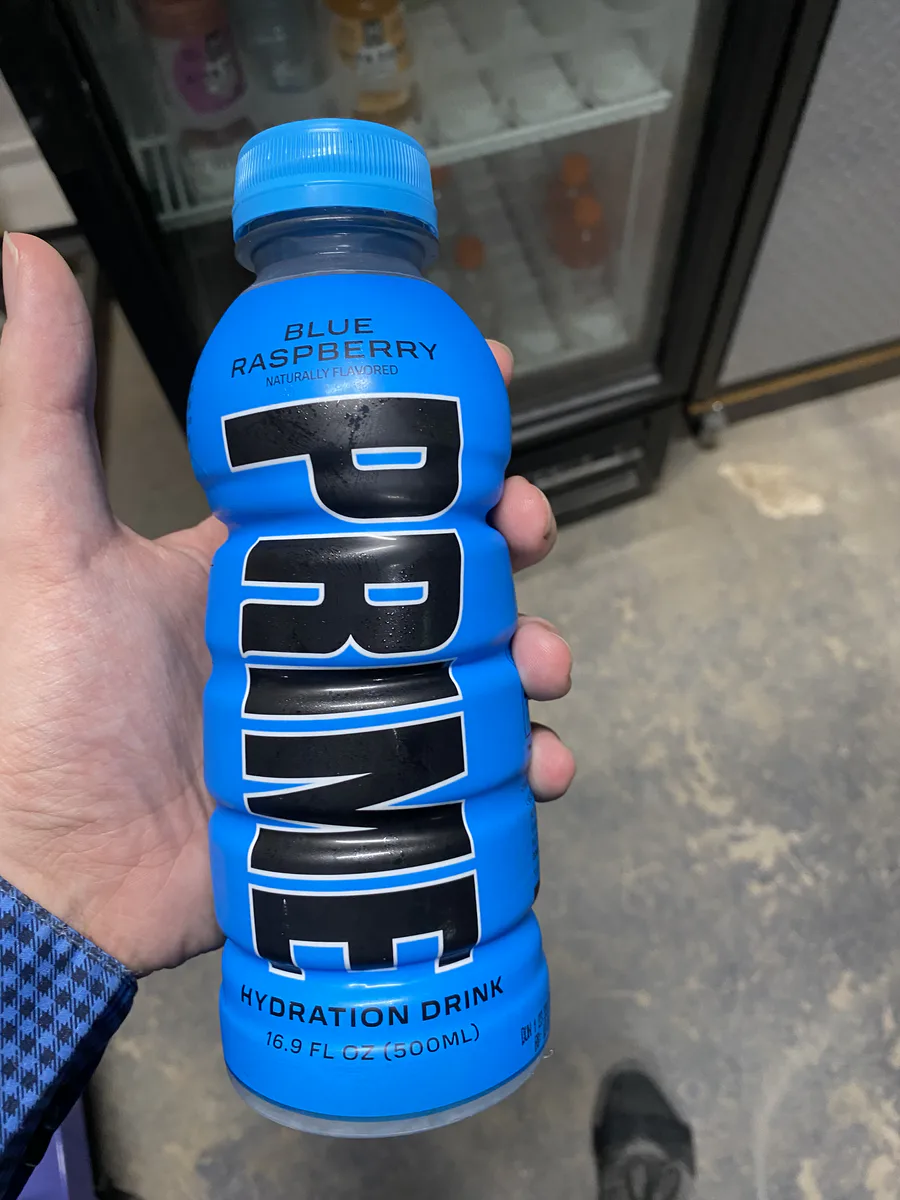 BLUE
RASPBERRY
NATURALLY FLAVORED
PRIME
HYDRATION DRINK
16.9 FL OZ (500ML)